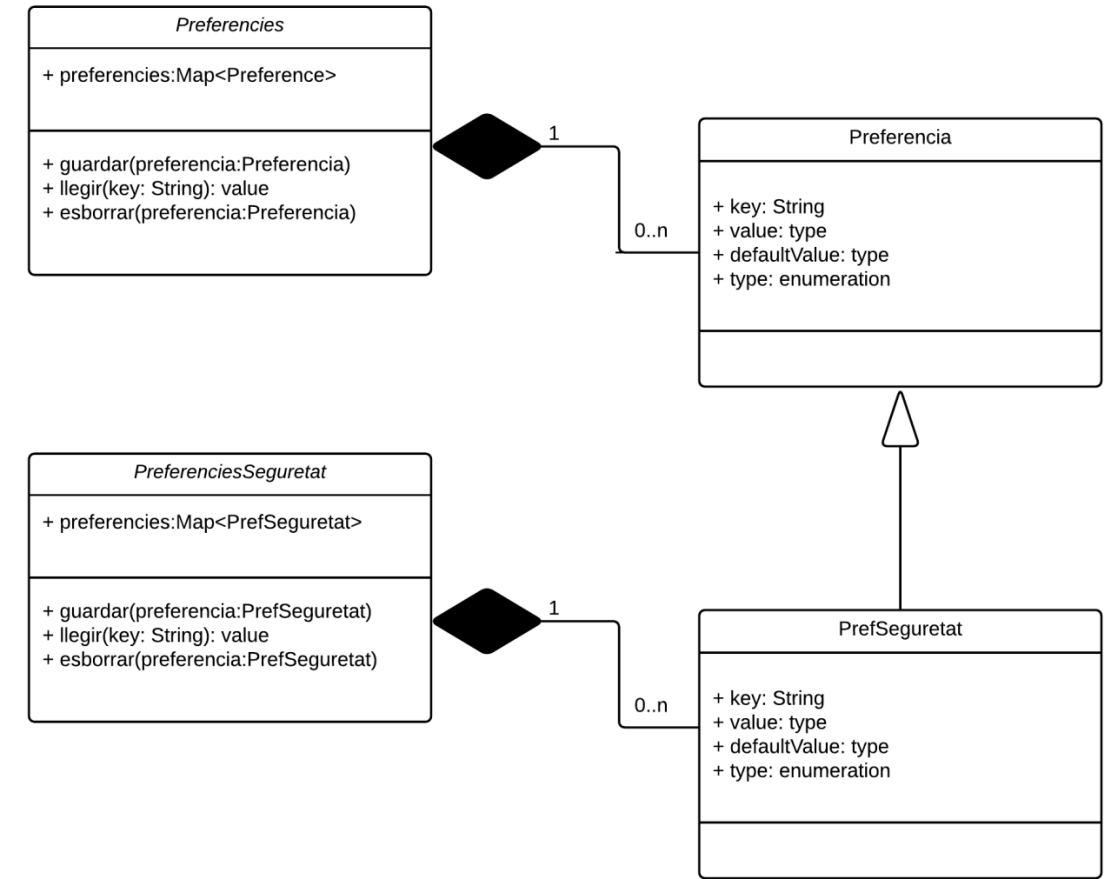 Preferencies
+ preferencies:Map<Preference>
+ guardar(preferencia:Preferencia)
+ llegir(key: String): value
+ esborrar(preferencia:Preferencia)
1
0..n
Preferencia
+ key: String
+ value: type
+ defaultValue: type
+ type: enumeration
PreferenciesSeguretat
+ preferencies:Map<PrefSeguretat>
+ guardar(preferencia:PrefSeguretat)
+ llegir(key: String): value
+ esborrar(preferencia:PrefSeguretat)
1
0..n
PrefSeguretat
+ key: String
+ value: type
+ defaultValue: type
+ type: enumeration